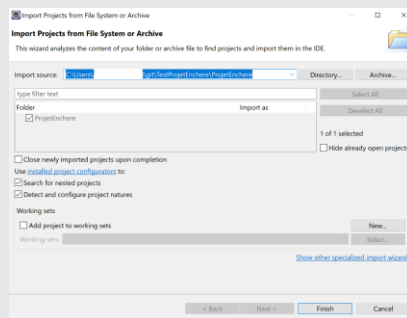 Import Projects from File System or Archive
Import Projects from File System or Archive
This wizard analyzes the content of your folder or archive file to find projects and import them in the IDE.
Import source: C:\Users\ \git\TestProjetEnchere\ProjetEnchere Directory... Archive...
type filter text Select All
Folder Import as Deselect All
ProjetEnchere
1 of 1 selected
Hide already open projects
Close newly imported projects upon completion
Use installed project configurators to:
Search for nested projects
Detect and configure project natures
Working sets
Add project to working sets New...
Working sets: Select...
Show other specialized import wizard
< Back Next > Finish Cancel